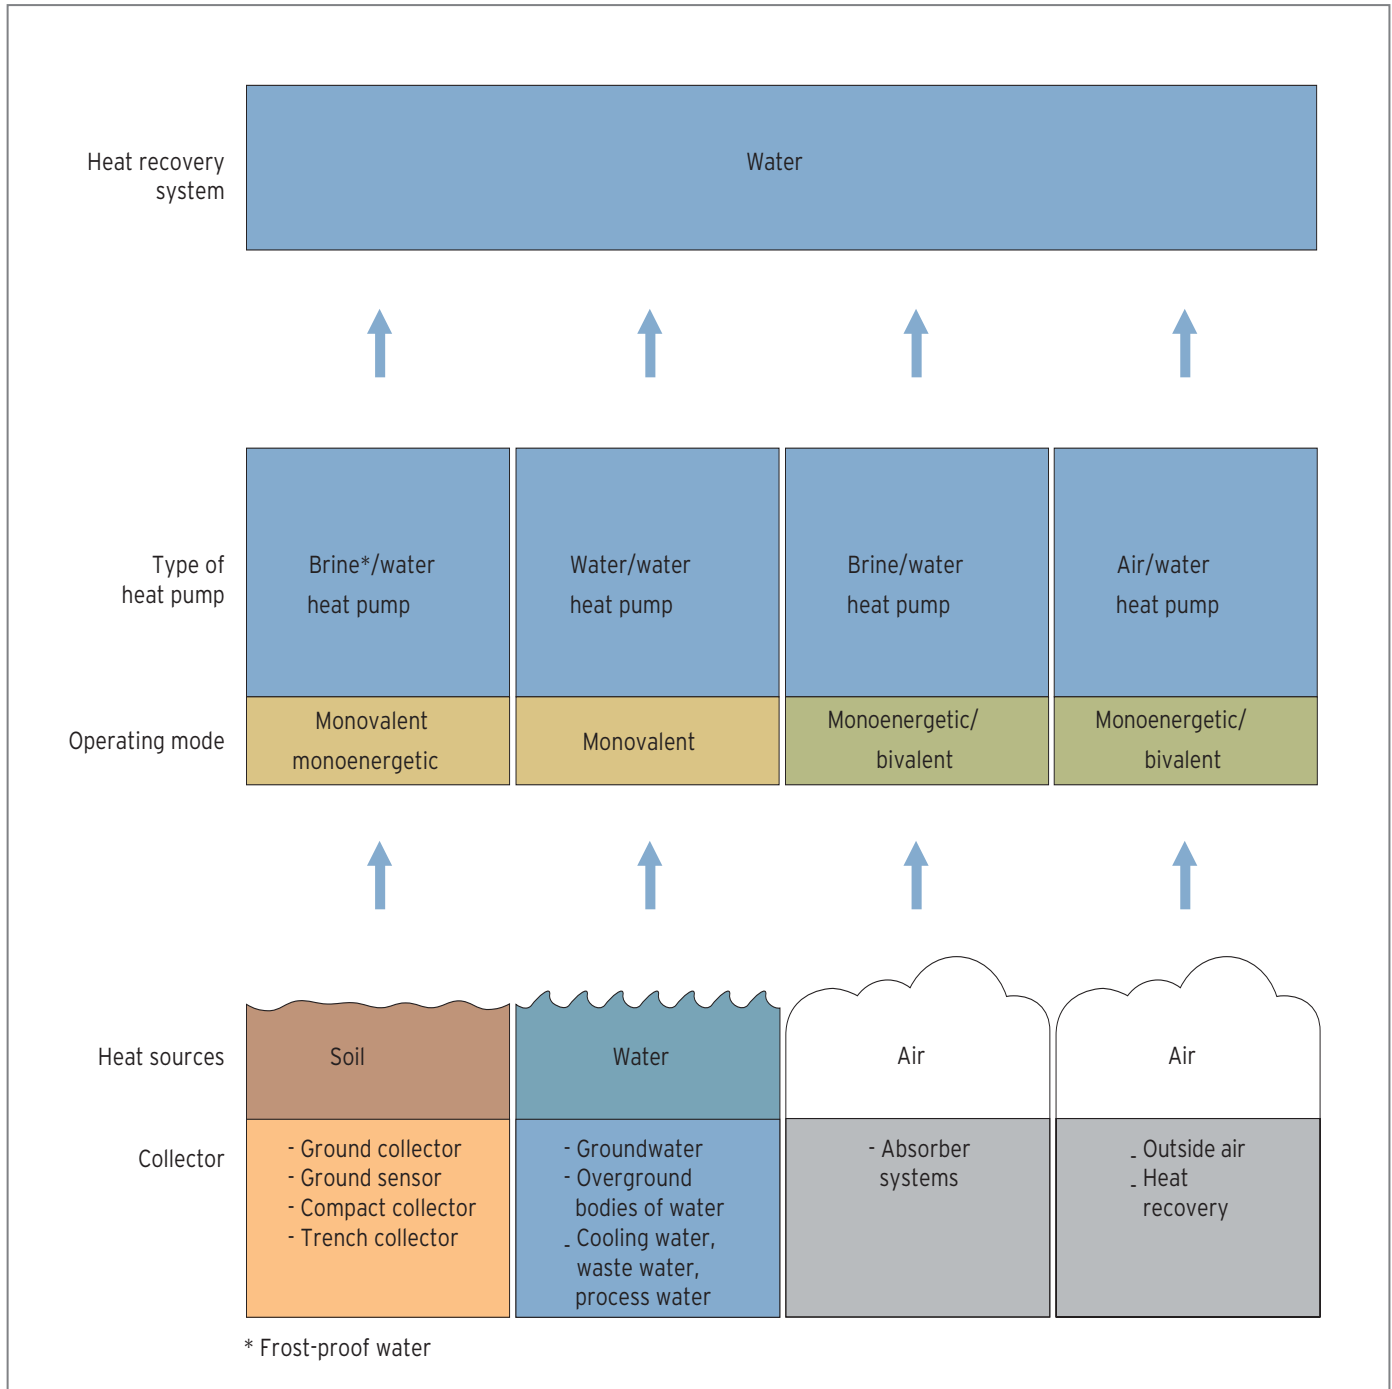 Heat recovery
system
Water
Type of
heat pump
Brine*/water
heat pump
Water/water
heat pump
Brine/water
heat pump
Air/water
heat pump
Operating mode
Monovalent
monoenergetic
Monovalent
Monoenergetic/
bivalent
Monoenergetic/
bivalent
Heat sources
Soil
Water
Air
Air
Collector
- Ground collector
- Ground sensor
- Compact collector
- Trench collector
- Groundwater
- Overground
bodies of water
- Cooling water,
waste water,
process water
- Absorber
systems
- Outside air
- Heat
recovery
* Frost-proof water